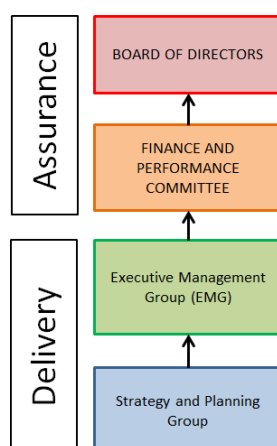 Assurance
BOARD OF DIRECTORS
FINANCE AND
PERFORMANCE
COMMITTEE
Delivery
Executive Management
Group (EMG)
Strategy and Planning
Group